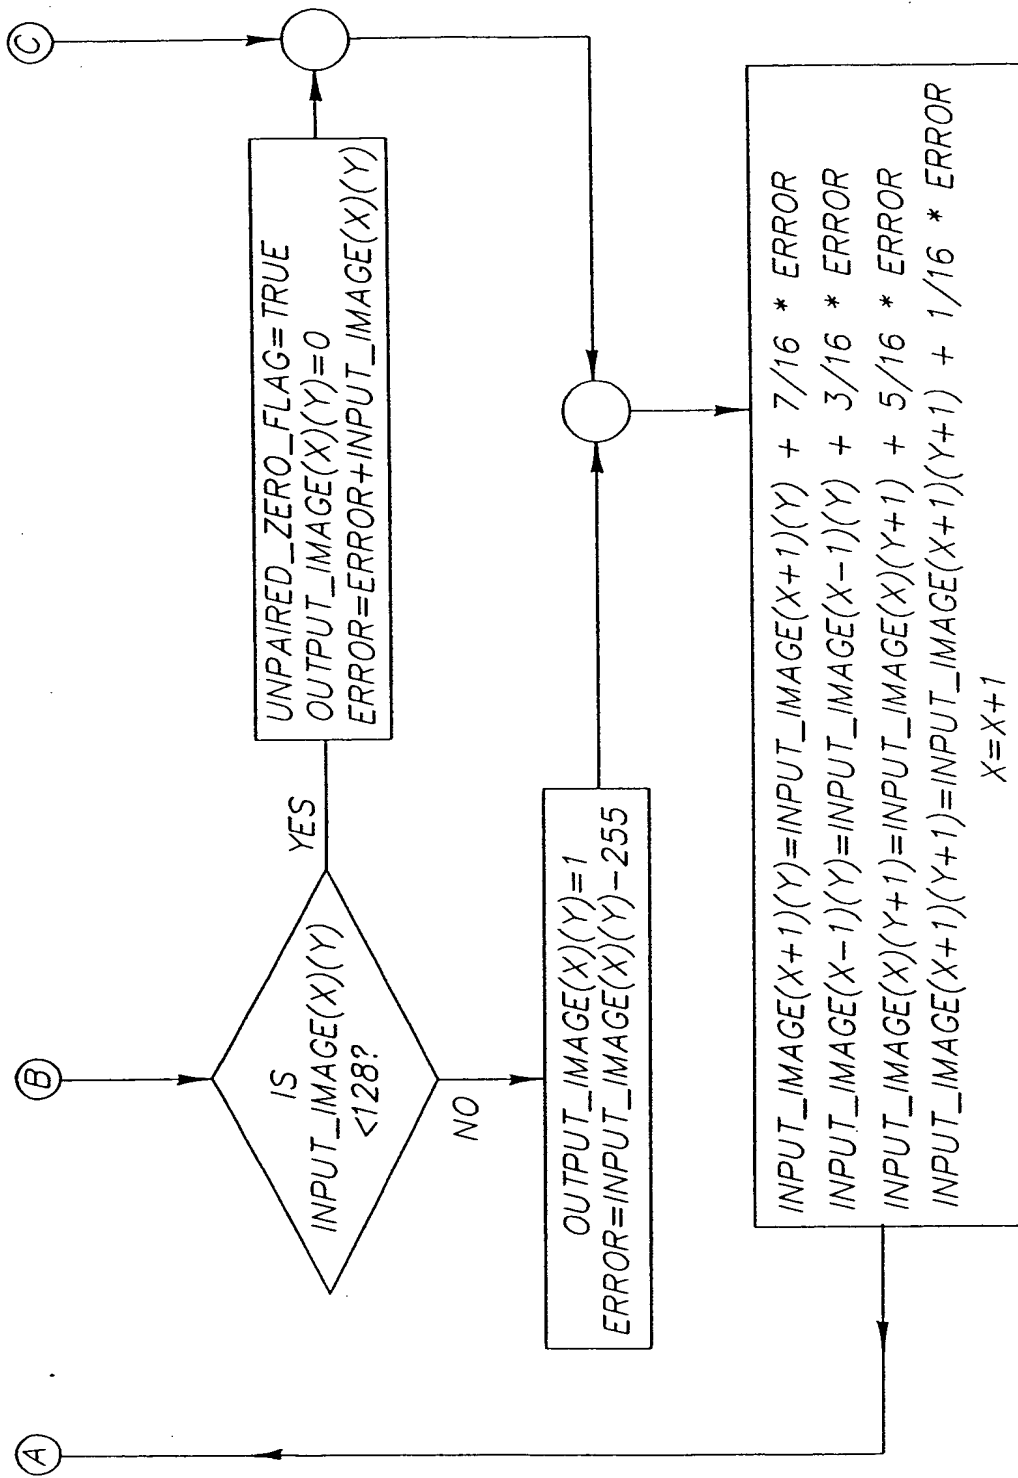 A
B
C
IS
INPUT_IMAGE(X)(Y)
<128?
YES
NO
UNPAIRED_ZERO_FLAG=TRUE
OUTPUT_IMAGE(X)(Y)=0
ERROR=ERROR+INPUT_IMAGE(X)(Y)
OUTPUT_IMAGE(X)(Y)=1
ERROR=INPUT_IMAGE(X)(Y)-255
INPUT_IMAGE(X+1)(Y)=INPUT_IMAGE(X+1)(Y) + 7/16 * ERROR
INPUT_IMAGE(X-1)(Y)=INPUT_IMAGE(X-1)(Y) + 3/16 * ERROR
INPUT_IMAGE(X)(Y+1)=INPUT_IMAGE(X)(Y+1) + 5/16 * ERROR
INPUT_IMAGE(X+1)(Y+1)=INPUT_IMAGE(X+1)(Y+1) + 1/16 * ERROR
X=X+1